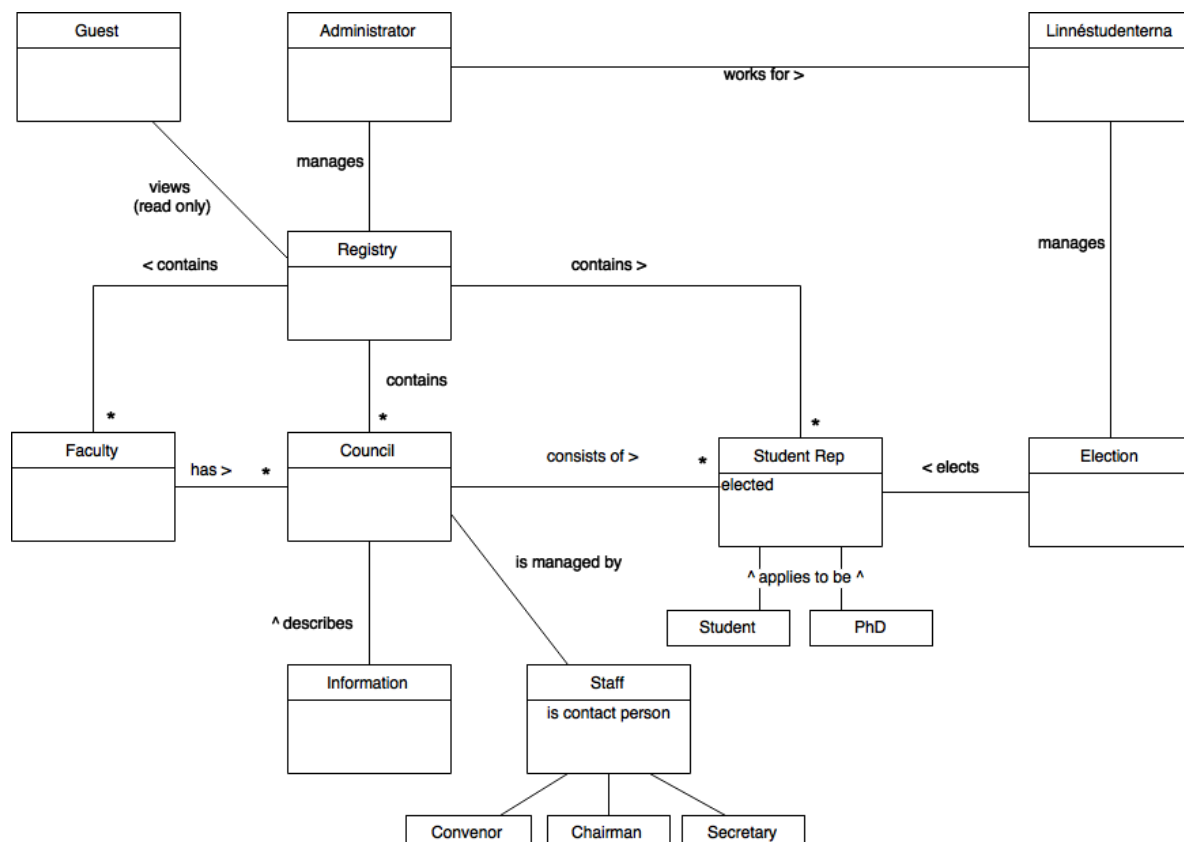 Guest
Administrator
Linnéstudenterna
works for >
manages
views
(read only)
Registry
manages
< contains
contains >
contains
*
*
*
Faculty
Council
Student Rep
Election
has >
*
consists of >
*
< elects
elected
is managed by
^ applies to be ^
^ describes
Student
PhD
Information
Staff
is contact person
Convenor
Chairman
Secretary